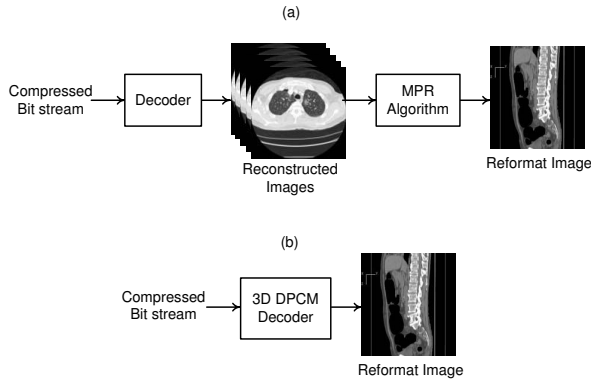 (a)
Compressed
Bit stream
Decoder
Reconstructed
Images
MPR
Algorithm
Reformat Image
(b)
Compressed
Bit stream
3D DPCM
Decoder
Reformat Image